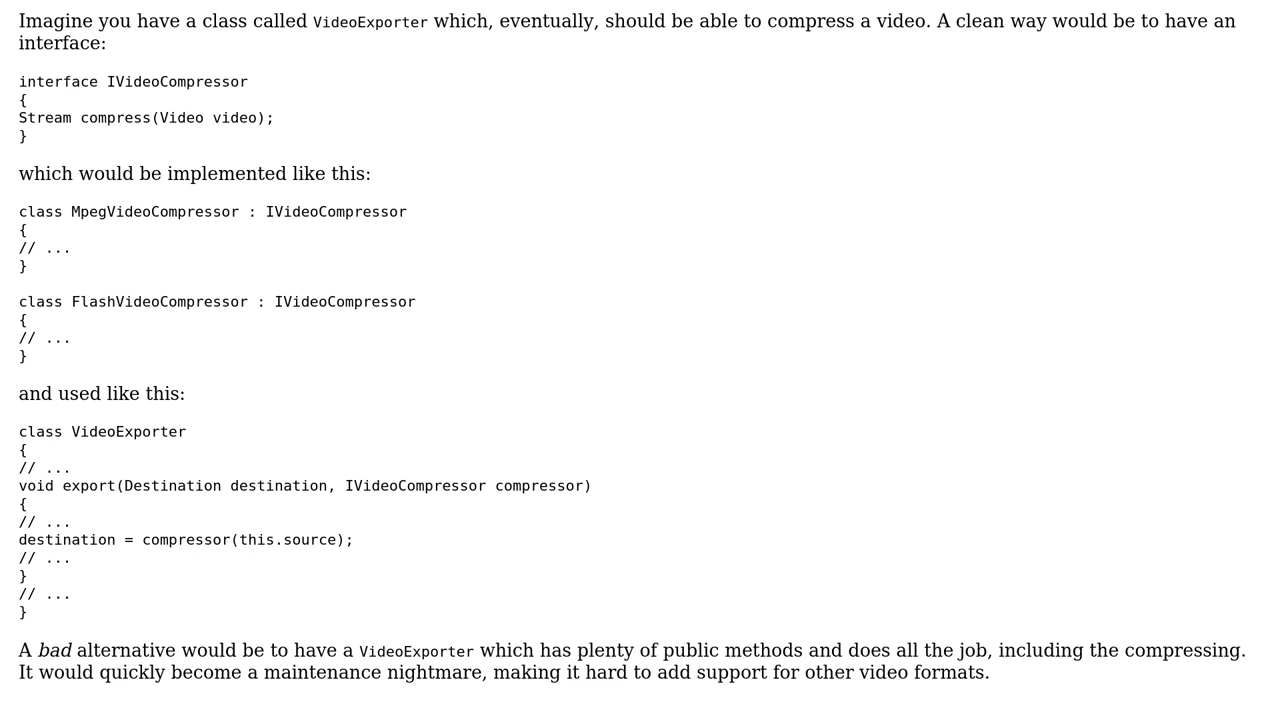 Imagine you have a class called VideoExporter which, eventually, should be able to compress a video. A clean way would be to have an
interface:
interface IVideoCompressor
{
Stream compress(Video video);
}
which would be implemented like this:
class MpegVideoCompressor : IVideoCompressor
{
// ...
}
class FlashVideoCompressor : IVideoCompressor
{
// ...
}
and used like this:
class VideoExporter
{
// ...
void export(Destination destination, IVideoCompressor compressor)
{
// ...
destination = compressor(this.source);
// ...
}
// ...
}
A bad alternative would be to have a VideoExporter which has plenty of public methods and does all the job, including the compressing.
It would quickly become a maintenance nightmare, making it hard to add support for other video formats.